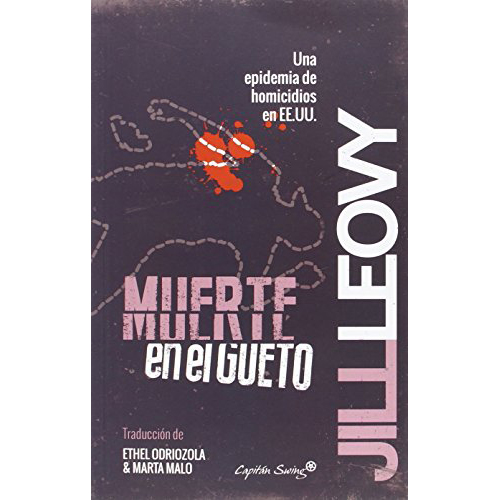 Una
epidemia de
homicidios
en EE.UU.
JILL LEOVY
MUERTE
en el GUETO
Traducción de
ETHEL ODRIOZOLA
& MARTA MALO
Capitán Swing